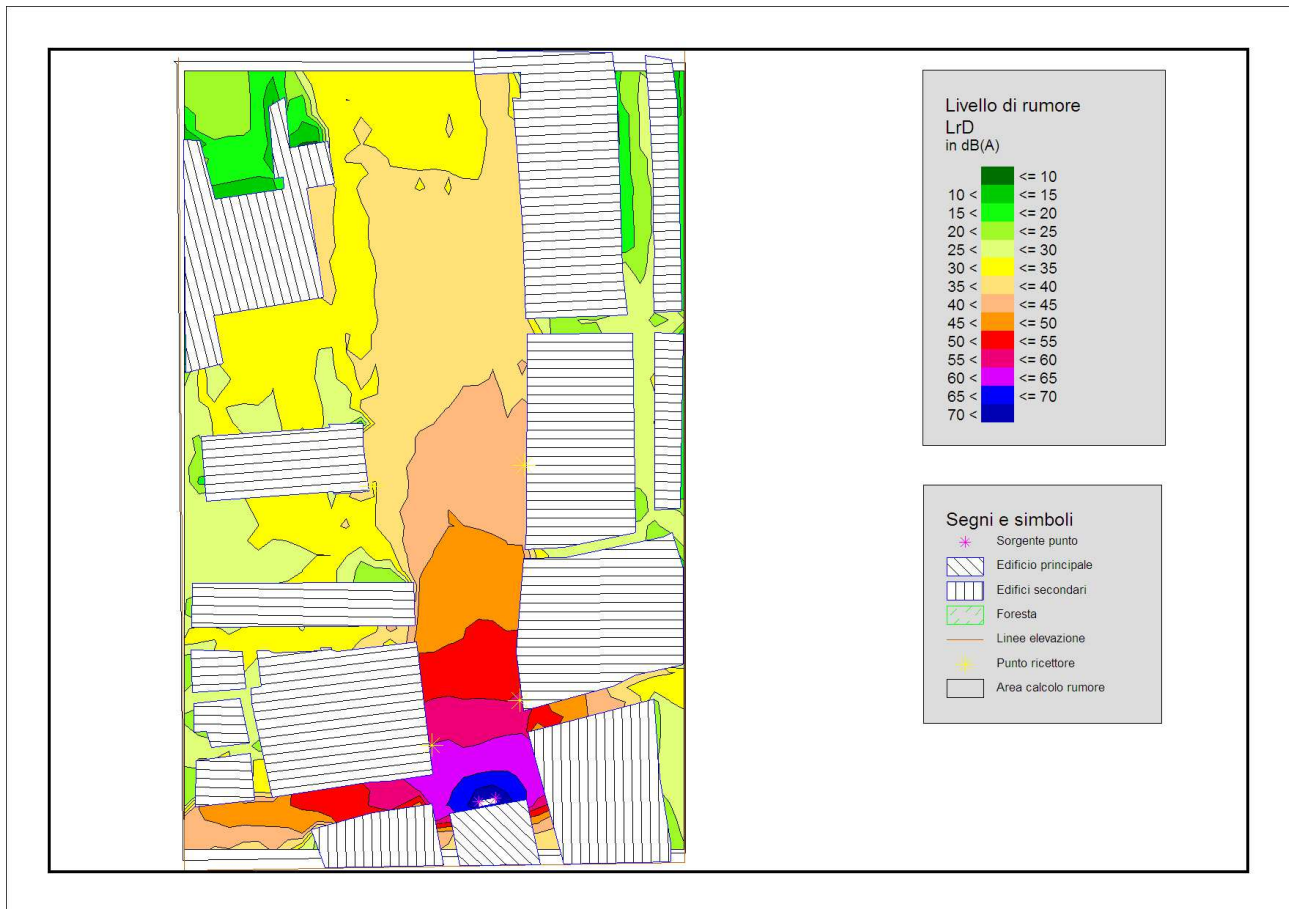 Livello di rumore
LrD
in dB(A)
<= 10
10 < <= 15
15 < <= 20
20 < <= 25
25 < <= 30
30 < <= 35
35 < <= 40
40 < <= 45
45 < <= 50
50 < <= 55
55 < <= 60
60 < <= 65
65 < <= 70
70 <
Segni e simboli
Sorgente punto
Edificio principale
Edifici secondari
Foresta
Linee elevazione
Punto ricettore
Area calcolo rumore